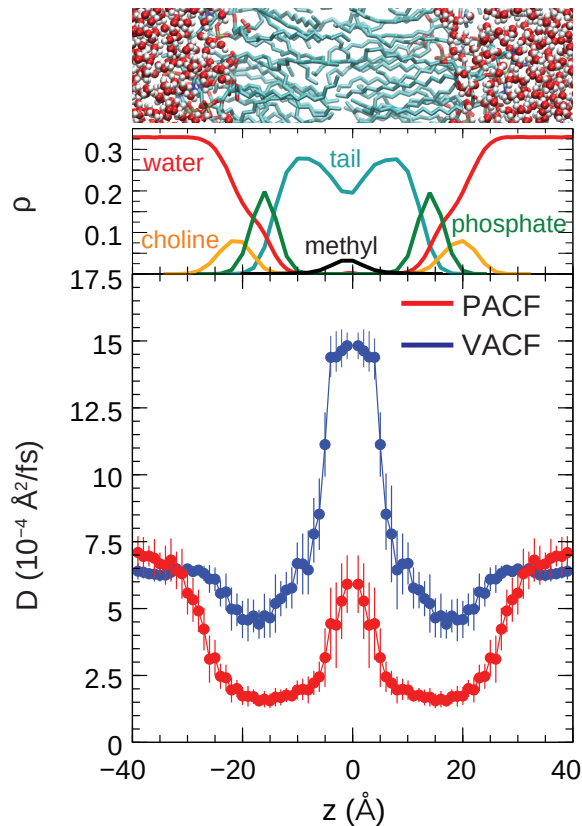 0.3
water
tail
0.2
ρ
choline
methyl
phosphate
0.1
17.5
PACF
VACF
15
12.5
10
D (10⁻⁴ Å²/fs)
7.5
5
2.5
0
−40 −20 0 20 40
z (Å)